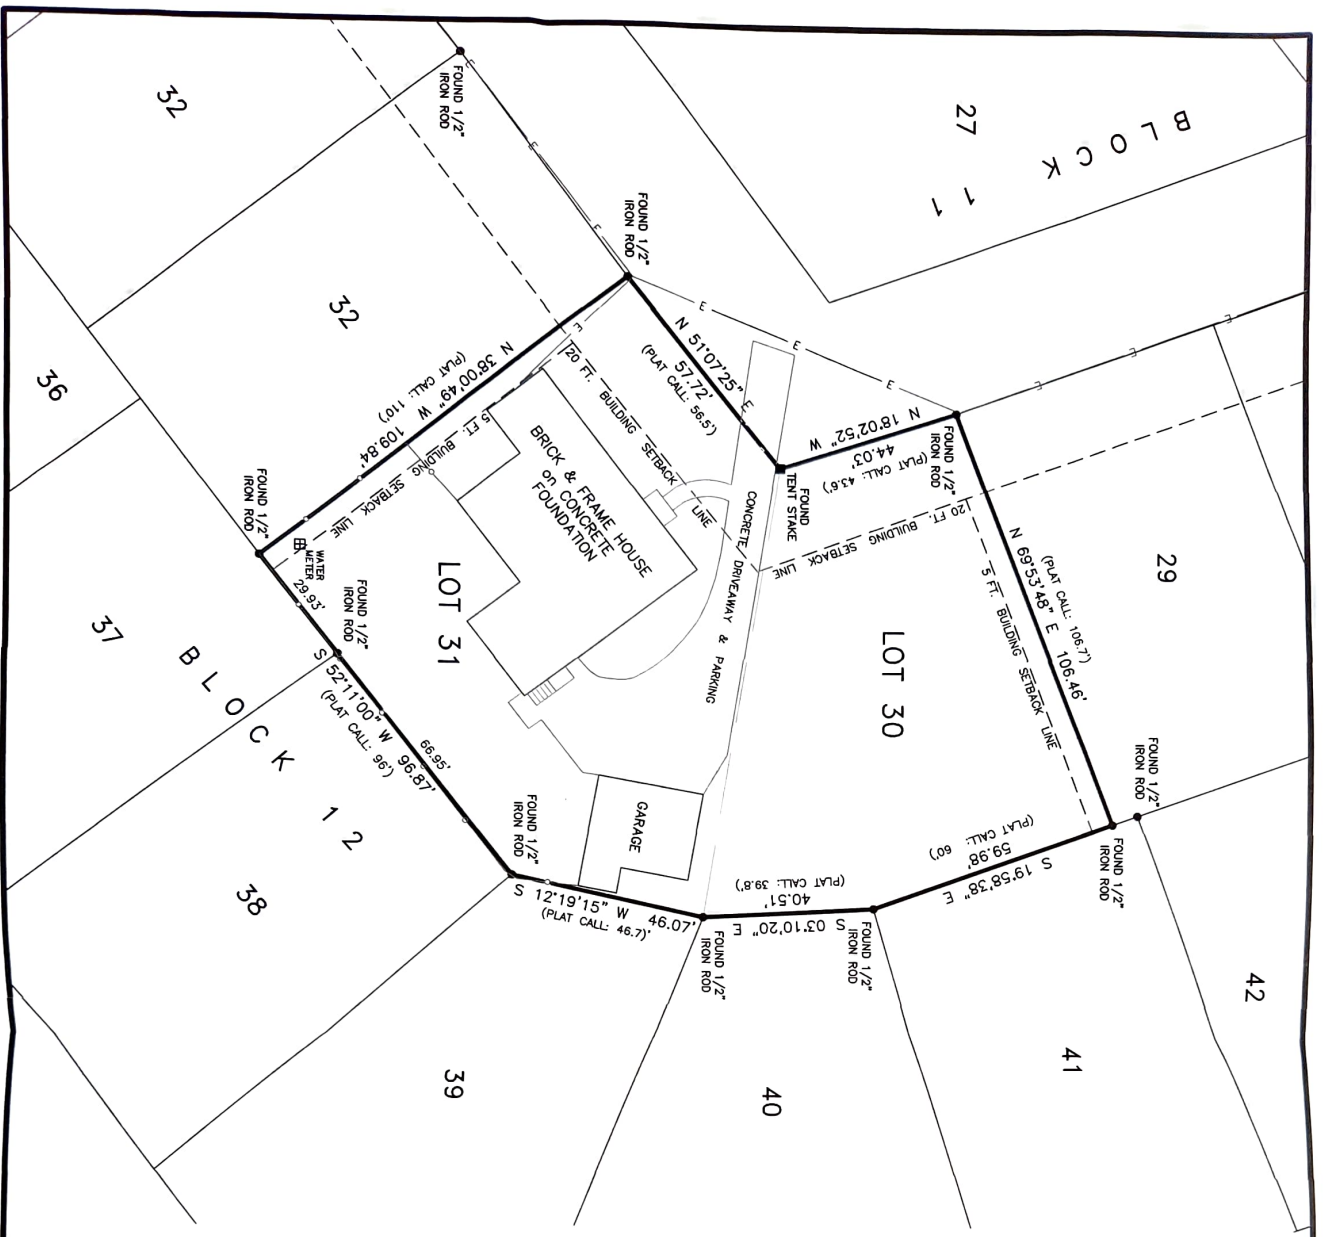 BLOCK 11
27
32
FOUND 1/2"
IRON ROD
E
E
E
FOUND 1/2"
IRON ROD
E
E
E
E
E
E
E
32
36
37
N 51°07'25" E
57.72'
(PLAT CALL: 56.5')
N 18°02'52" W
44.03'
(PLAT CALL: 43.6')
FOUND 1/2"
IRON ROD
FOUND
TENT STAKE
N 38°00'49" W 109.84'
(PLAT CALL: 110')
5 FT. BUILDING SETBACK LINE
20 FT. BUILDING SETBACK LINE
20 FT. BUILDING SETBACK LINE
N 69°53'48" E 106.46'
(PLAT CALL: 106.7')
5 FT. BUILDING SETBACK LINE
29
BRICK & FRAME HOUSE
on CONCRETE
FOUNDATION
CONCRETE DRIVEAWAY & PARKING
FOUND 1/2"
IRON ROD
WATER
METER
29.93'
FOUND 1/2"
IRON ROD
LOT 31
LOT 30
S 52°11'00" W 96.87'
(PLAT CALL: 96')
66.95'
BLOCK 12
GARAGE
FOUND 1/2"
IRON ROD
S 12°19'15" W 46.07'
(PLAT CALL: 46.7)'
FOUND 1/2"
IRON ROD
S 03°10'20" E
40.51'
(PLAT CALL: 39.8')
FOUND 1/2"
IRON ROD
S 19°58'38" E
59.98'
(PLAT CALL: 60')
FOUND 1/2"
IRON ROD
FOUND 1/2"
IRON ROD
38
39
40
41
42